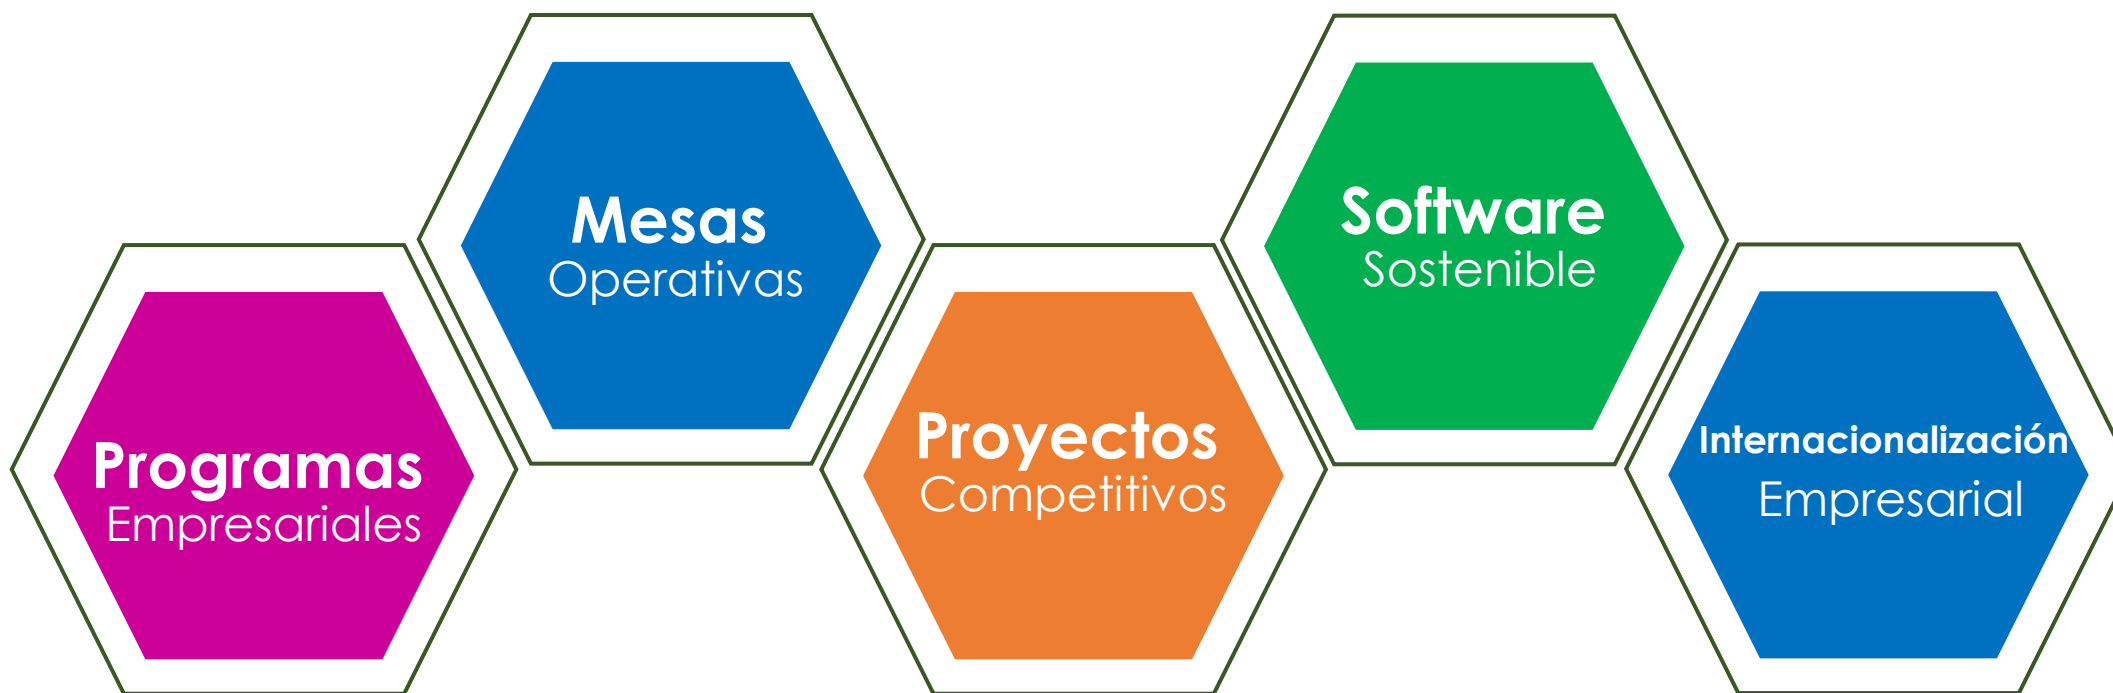 Programas
Empresariales
Mesas
Operativas
Proyectos
Competitivos
Software
Sostenible
Internacionalización
Empresarial